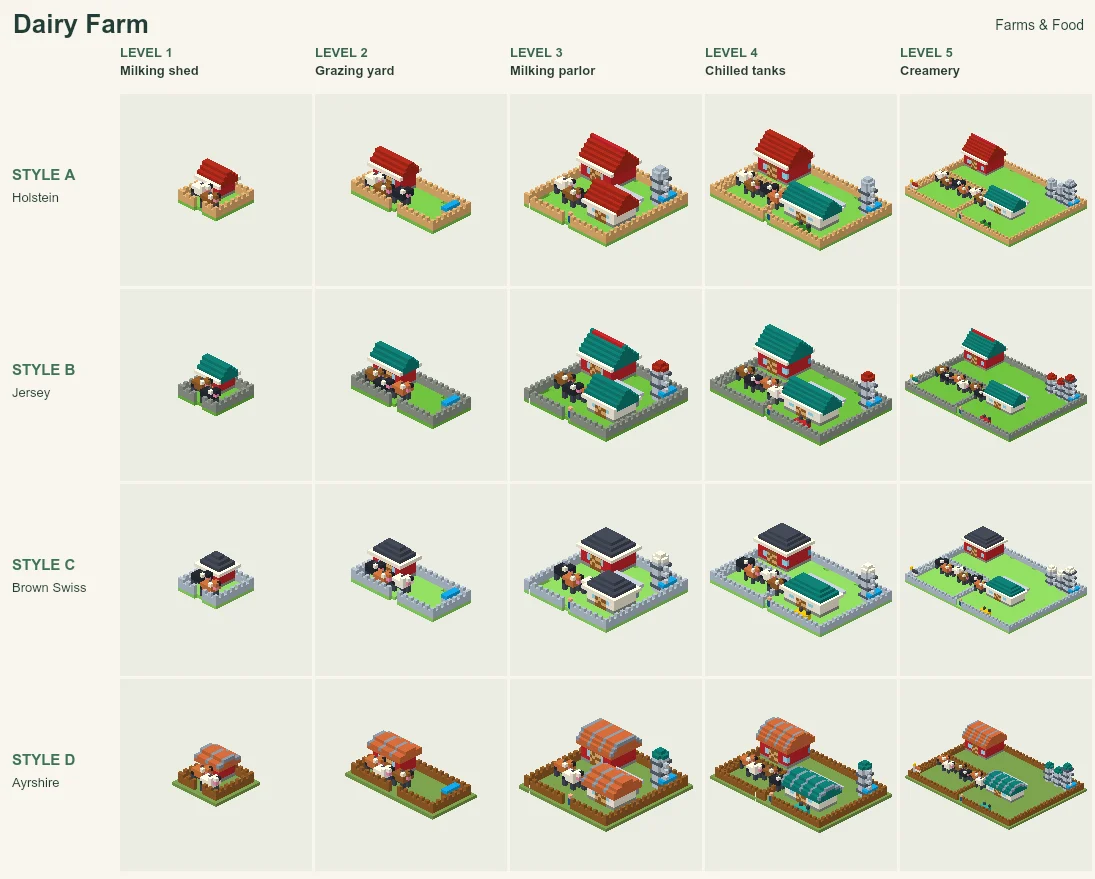 Dairy Farm
Farms & Food
LEVEL 1
Milking shed
LEVEL 2
Grazing yard
LEVEL 3
Milking parlor
LEVEL 4
Chilled tanks
LEVEL 5
Creamery
STYLE A
Holstein
STYLE B
Jersey
STYLE C
Brown Swiss
STYLE D
Ayrshire